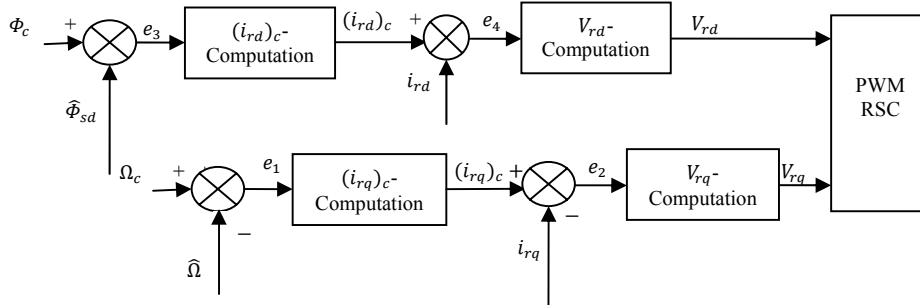 Φ_c + e_3 (i_rd)_c- Computation (i_rd)_c + e_4 V_rd- Computation V_rd
Φ̂_sd
i_rd
PWM
RSC
Ω_c + e_1 (i_rq)_c- Computation (i_rq)_c + e_2 V_rq- Computation V_rq
− −
Ω̂
i_rq